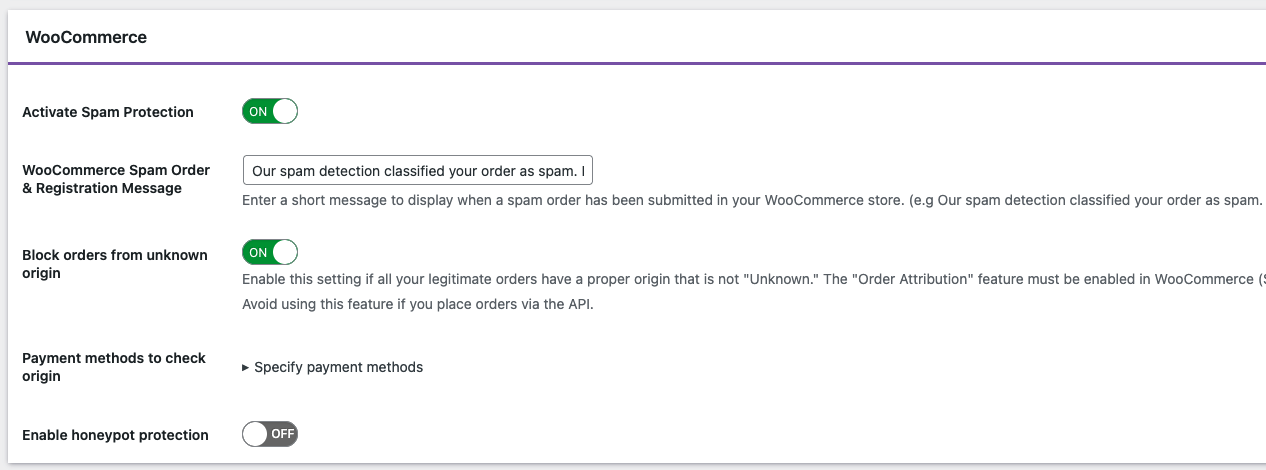 WooCommerce
Activate Spam Protection
ON
WooCommerce Spam Order
& Registration Message
Our spam detection classified your order as spam.
Enter a short message to display when a spam order has been submitted in your WooCommerce store. (e.g Our spam detection classified your order as spam.
Block orders from unknown
origin
ON
Enable this setting if all your legitimate orders have a proper origin that is not "Unknown." The "Order Attribution" feature must be enabled in WooCommerce (
Avoid using this feature if you place orders via the API.
Payment methods to check
origin
▸ Specify payment methods
Enable honeypot protection
OFF